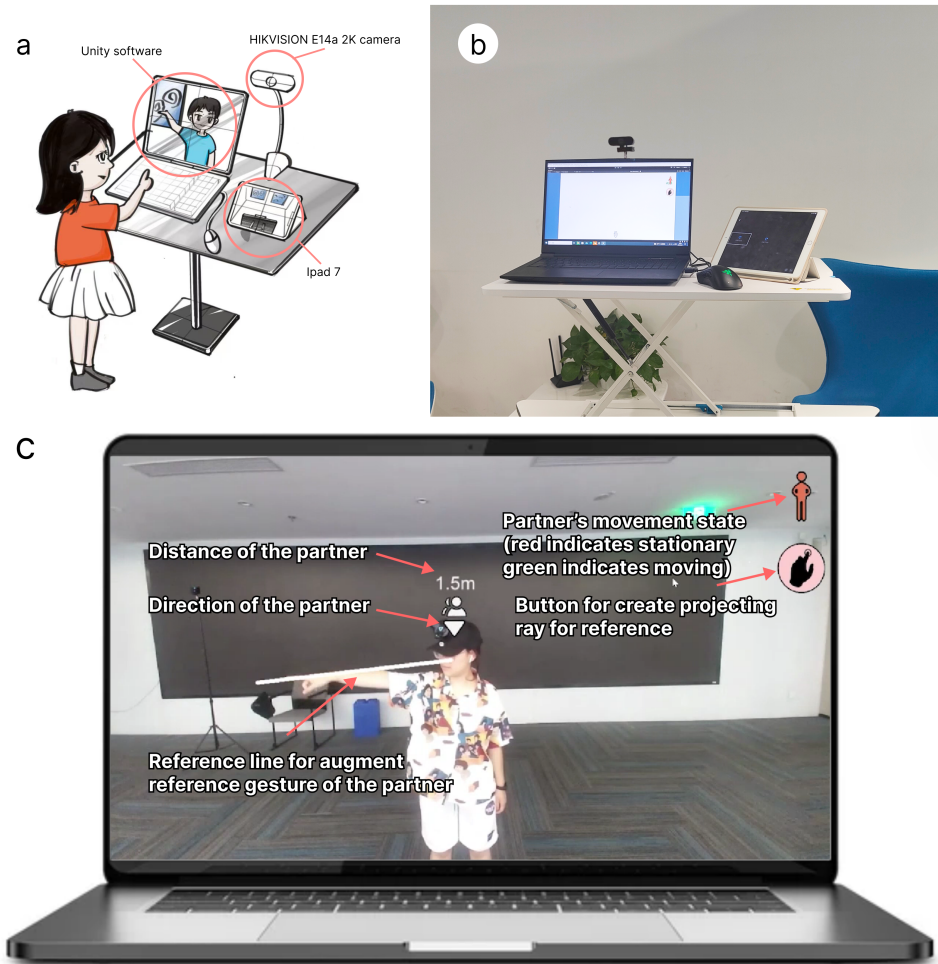 a
Unity software
HIKVISION E14a 2K camera
Ipad 7
b
c
Distance of the partner
1.5m
Direction of the partner
Partner's movement state
(red indicates stationary
green indicates moving)
Button for create projecting
ray for reference
Reference line for augment
reference gesture of the partner